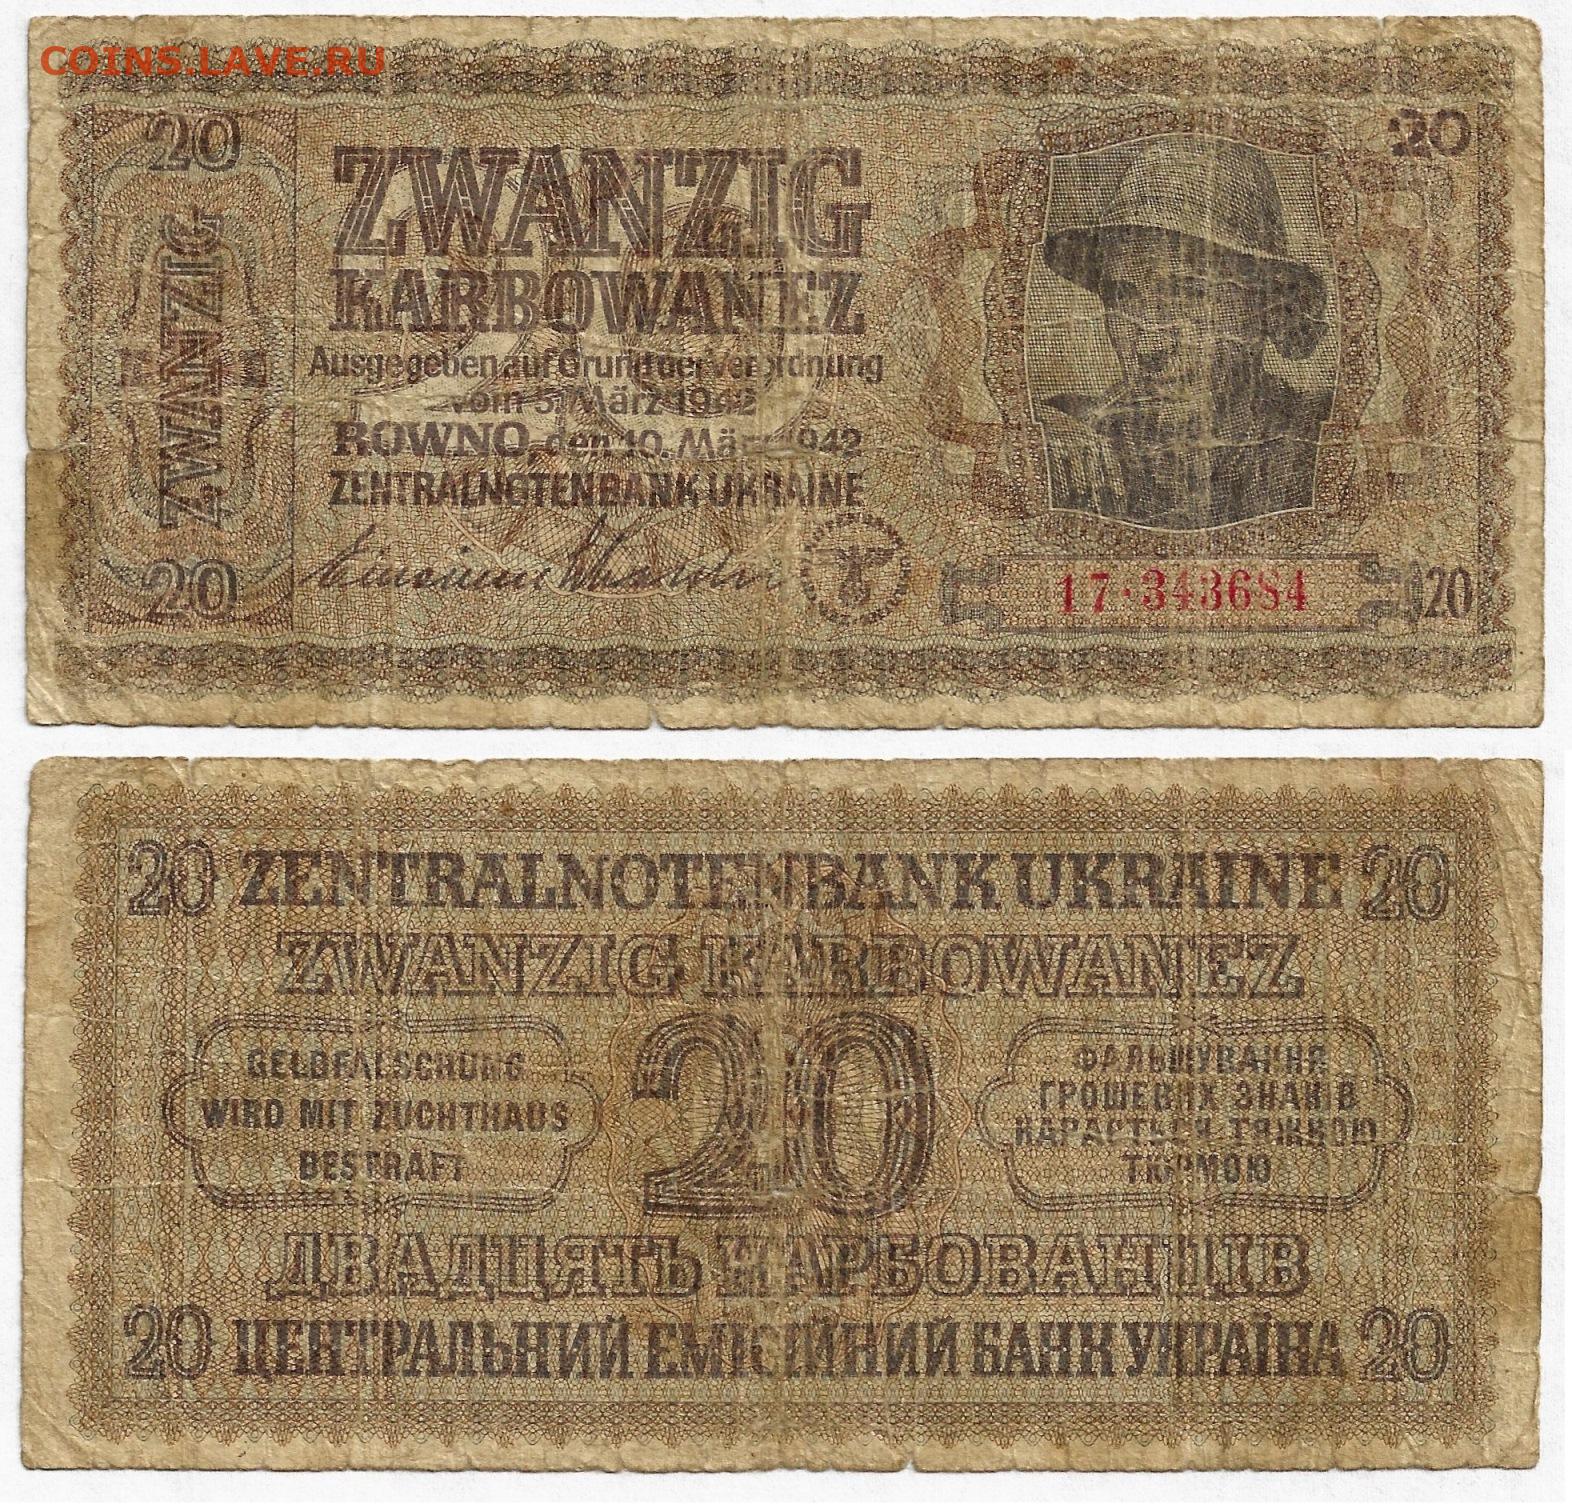 COINS.LAVE.RU
20
ZWANZIG
20
ZWANZIG
KARBOWANEZ
Ausgegeben auf Grund der Verordnung
vom 5. März 1942
ROWNO, den 10. März 1942
ZENTRALNOTENBANK UKRAINE
20
17·343684
20
20 ZENTRALNOTENBANK UKRAINE 20
ZWANZIG KARBOWANEZ
GELDFÄLSCHUNG
WIRD MIT ZUCHTHAUS
BESTRAFT
20
ФАЛЬШУВАННЯ
ГРОШЕВИХ ЗНАКІВ
КАРАЄТЬСЯ ТЯЖКОЮ
ТЮРМОЮ
ДВАДЦЯТЬ КАРБОВАНЦІВ
20 ЦЕНТРАЛЬНИЙ ЕМІСІЙНИЙ БАНК УКРАЇНА 20